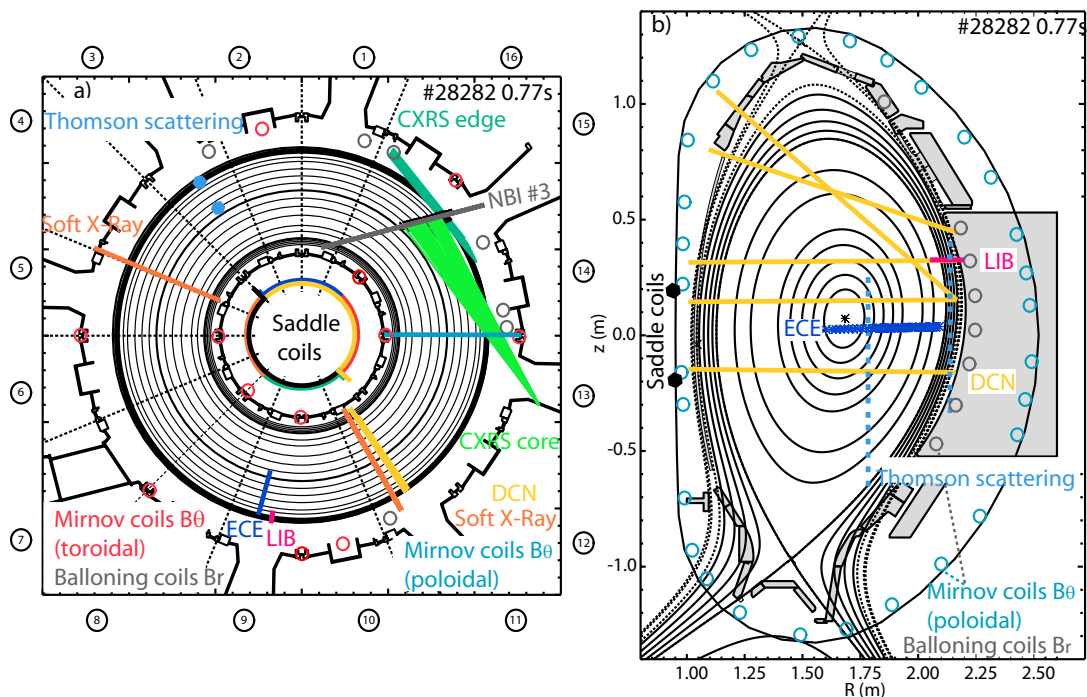 3
2
1
16
a)
#28282 0.77s
4
Thomson scattering
CXRS edge
15
NBI #3
Soft X-Ray
5
14
Saddle
coils
6
13
CXRS core
DCN
Soft X-Ray
Mirnov coils Bθ
(toroidal)
ECE
LIB
Mirnov coils Bθ
(poloidal)
Balloning coils Br
7
12
8
9
10
11
b)
#28282 0.77s
1.0
0.5
0.0
-0.5
-1.0
z (m)
Saddle coils
LIB
ECE
DCN
Thomson scattering
Mirnov coils Bθ
(poloidal)
Balloning coils Br
1.00
1.25
1.50
1.75
2.00
2.25
2.50
R (m)